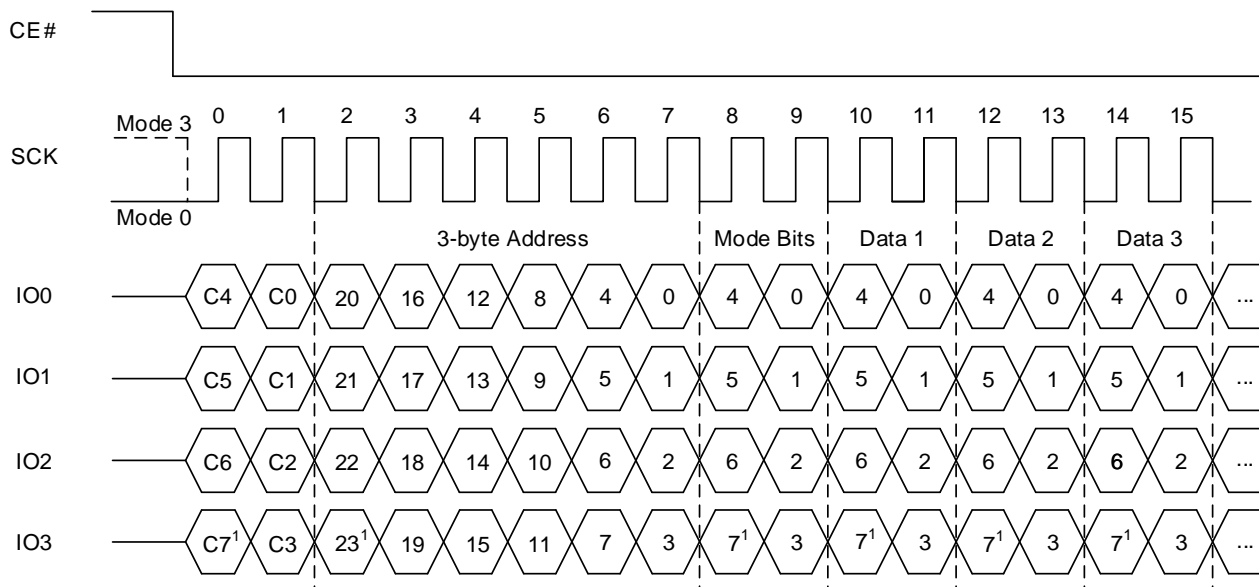 CE#
0 1 2 3 4 5 6 7 8 9 10 11 12 13 14 15
Mode 3
SCK
Mode 0
3-byte Address Mode Bits Data 1 Data 2 Data 3
IO0 C4 C0 20 16 12 8 4 0 4 0 4 0 4 0 4 0 ...
IO1 C5 C1 21 17 13 9 5 1 5 1 5 1 5 1 5 1 ...
IO2 C6 C2 22 18 14 10 6 2 6 2 6 2 6 2 6 2 ...
IO3 C7¹ C3 23¹ 19 15 11 7 3 7¹ 3 7¹ 3 7¹ 3 7¹ 3 ...